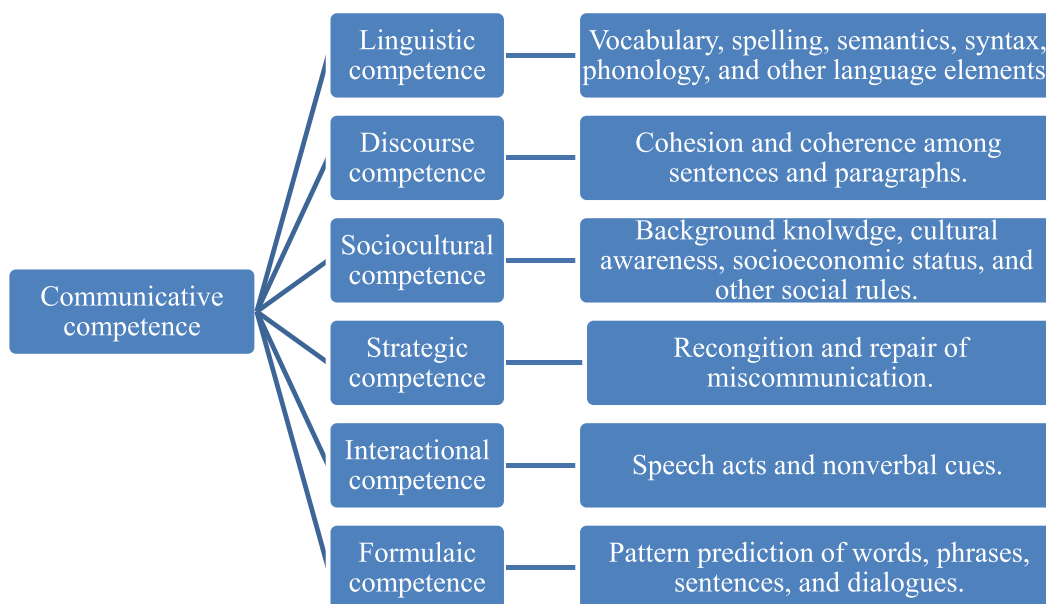 Communicative
competence
Linguistic
competence
Vocabulary, spelling, semantics, syntax,
phonology, and other language elements
Discourse
competence
Cohesion and coherence among
sentences and paragraphs.
Sociocultural
competence
Background knolwdge, cultural
awareness, socioeconomic status, and
other social rules.
Strategic
competence
Recongition and repair of
miscommunication.
Interactional
competence
Speech acts and nonverbal cues.
Formulaic
competence
Pattern prediction of words, phrases,
sentences, and dialogues.